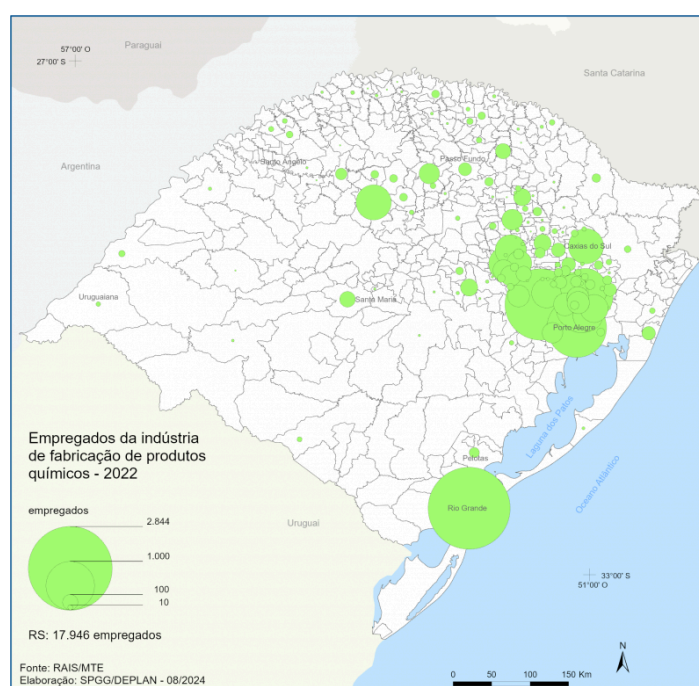 Paraguai
57°00' O
27°00' S
Santa Catarina
Argentina
Santo Ângelo
Passo Fundo
Caxias do Sul
Uruguaiana
Santa Maria
Porto Alegre
Laguna dos Patos
Oceano Atlântico
Pelotas
Rio Grande
Uruguai
Empregados da indústria
de fabricação de produtos
químicos - 2022
empregados
2.844
1.000
100
10
RS: 17.946 empregados
33°00' S
51°00' O
N
Fonte: RAIS/MTE
Elaboração: SPGG/DEPLAN - 08/2024
0 50 100 150 Km